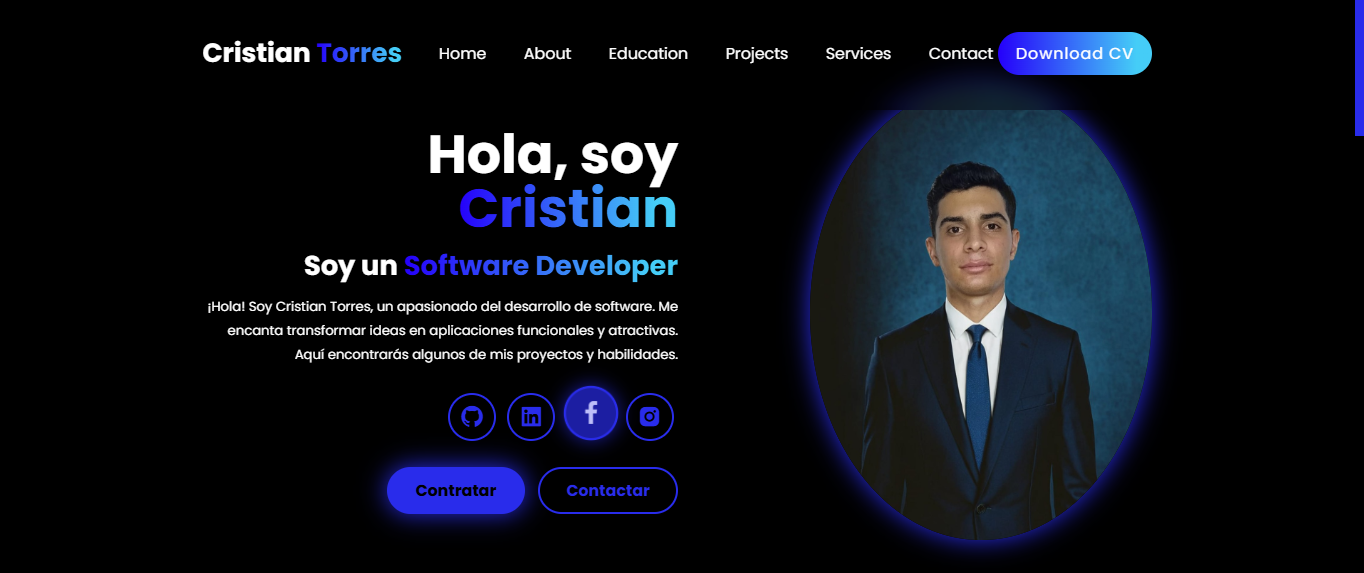 Cristian Torres Home About Education Projects Services Contact Download CV
Hola, soy
Cristian
Soy un Software Developer
¡Hola! Soy Cristian Torres, un apasionado del desarrollo de software. Me
encanta transformar ideas en aplicaciones funcionales y atractivas.
Aquí encontrarás algunos de mis proyectos y habilidades.
Contratar Contactar